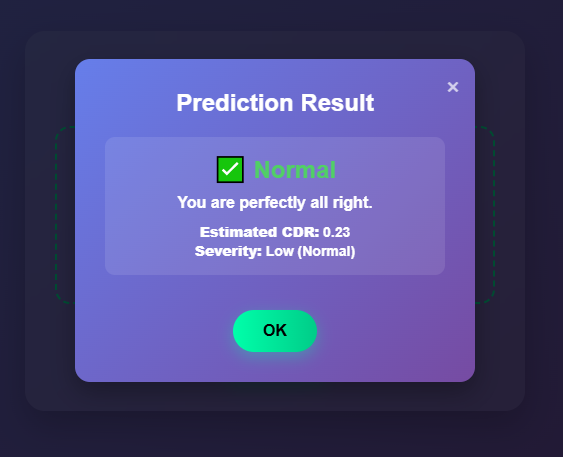 ×
Prediction Result
✅ Normal
You are perfectly all right.
Estimated CDR: 0.23
Severity: Low (Normal)
OK